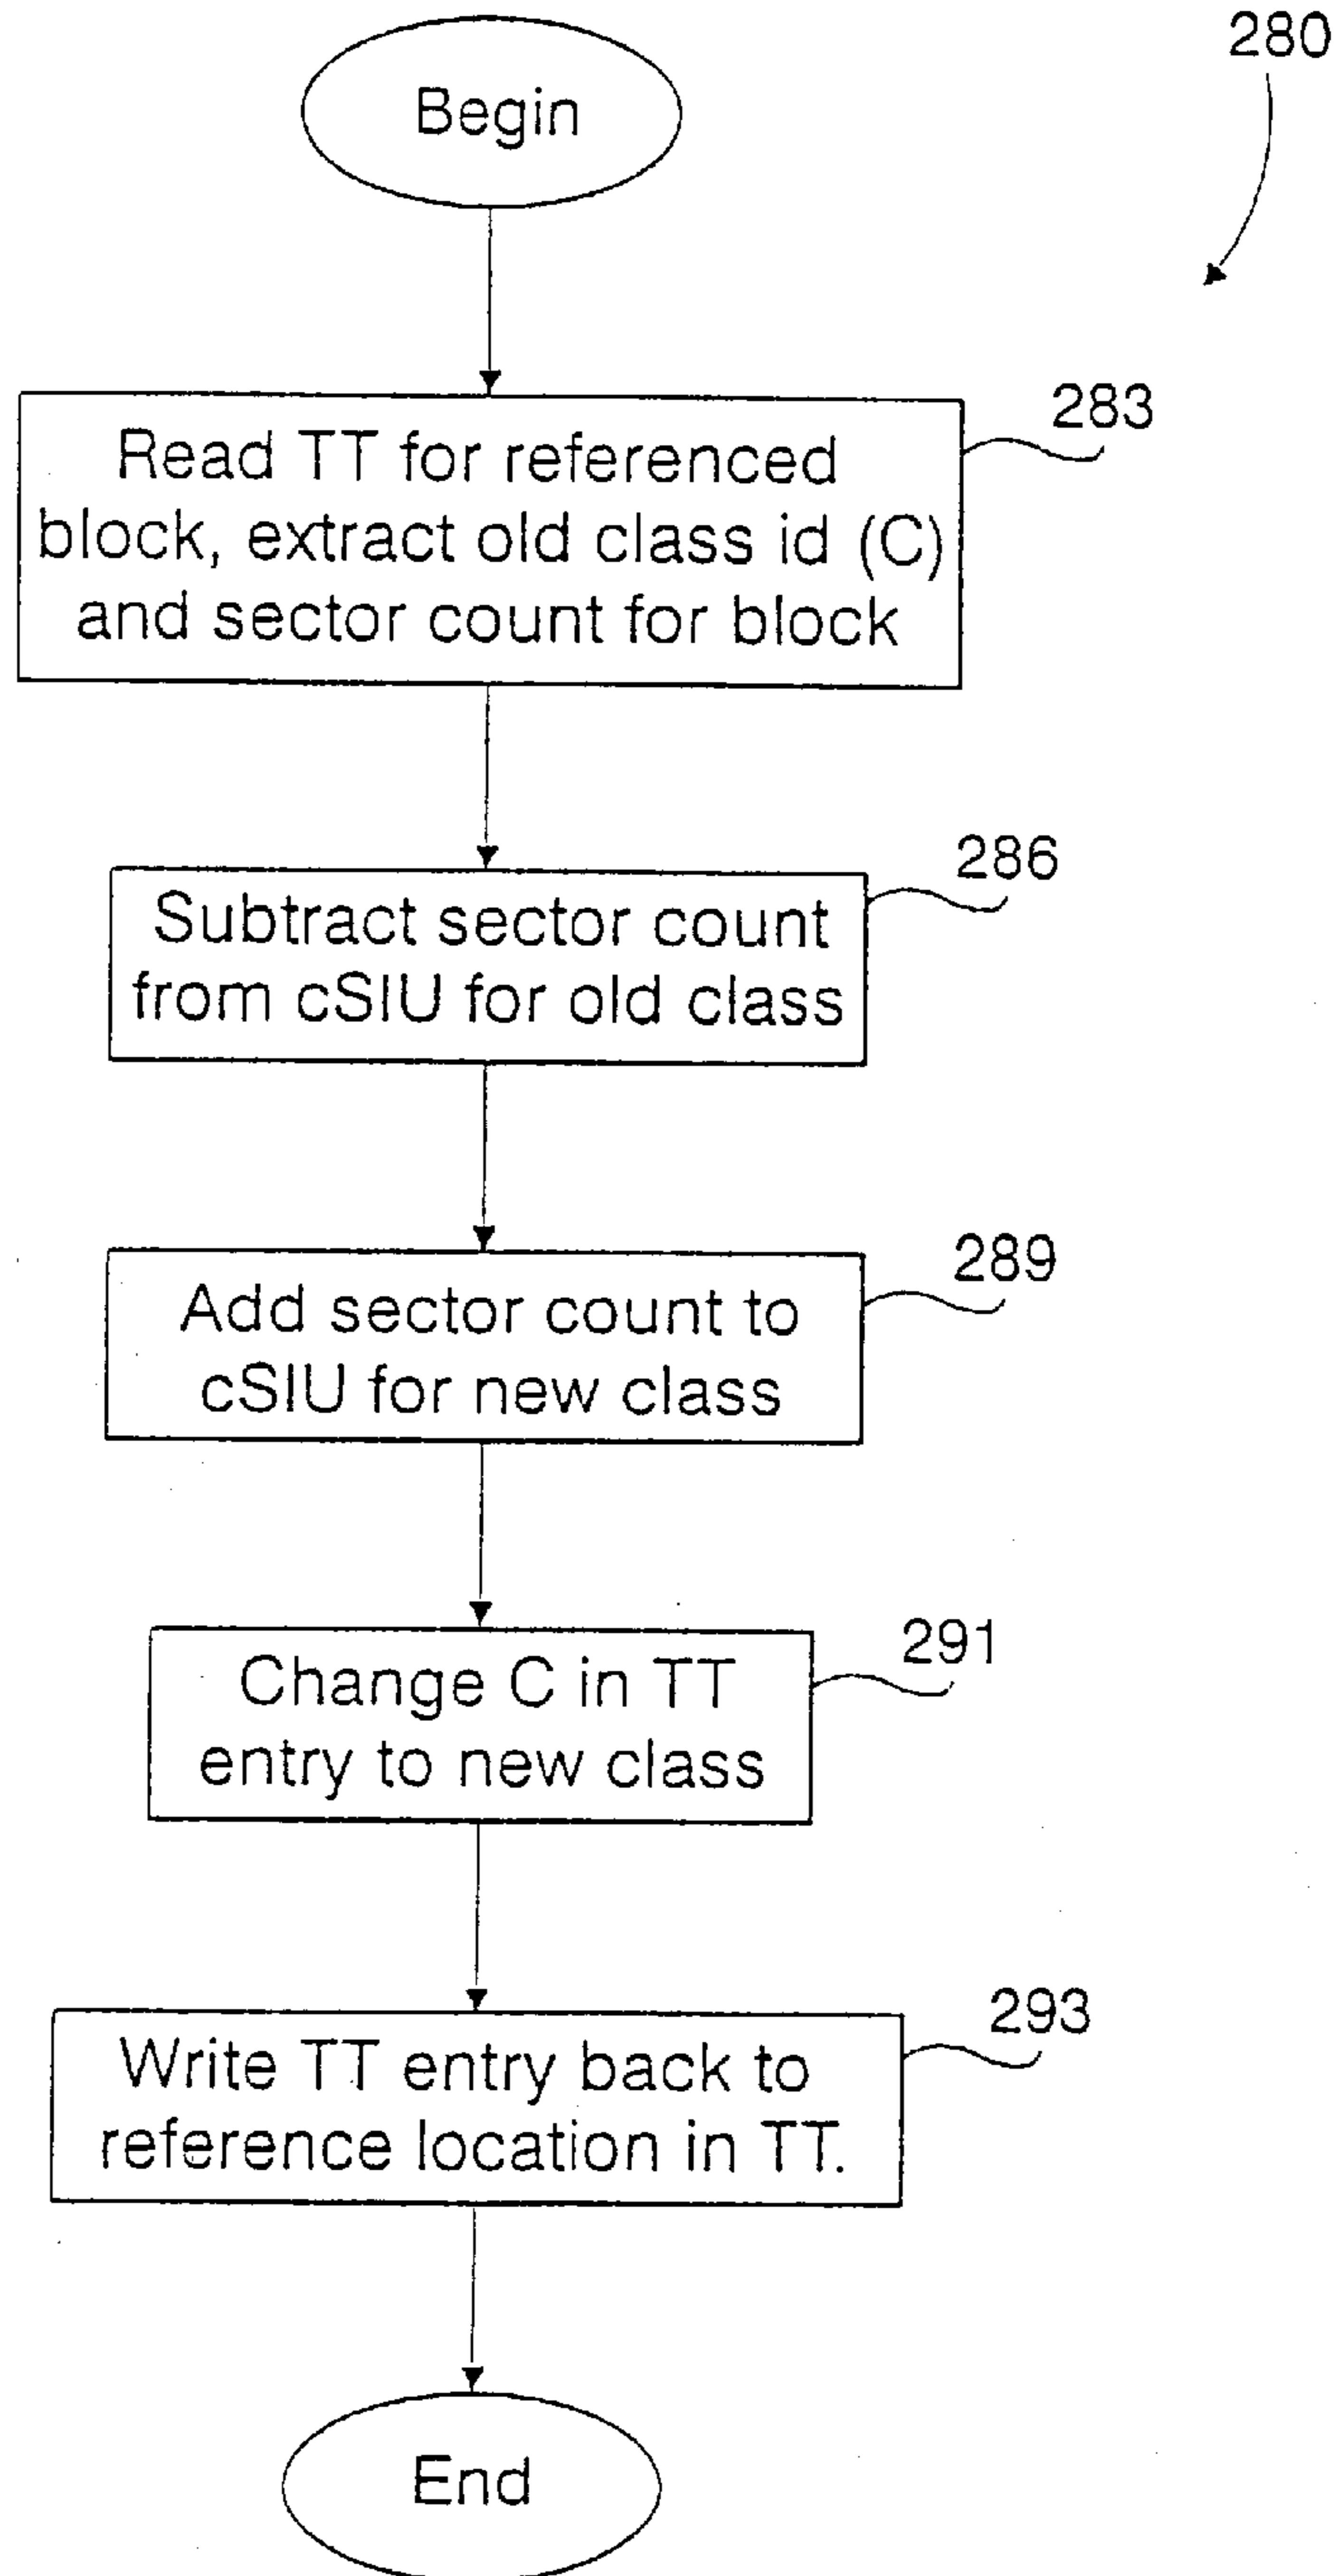 280
Begin
283
Read TT for referenced
block, extract old class id (C)
and sector count for block
286
Subtract sector count
from cSIU for old class
289
Add sector count to
cSIU for new class
291
Change C in TT
entry to new class
293
Write TT entry back to
reference location in TT.
End